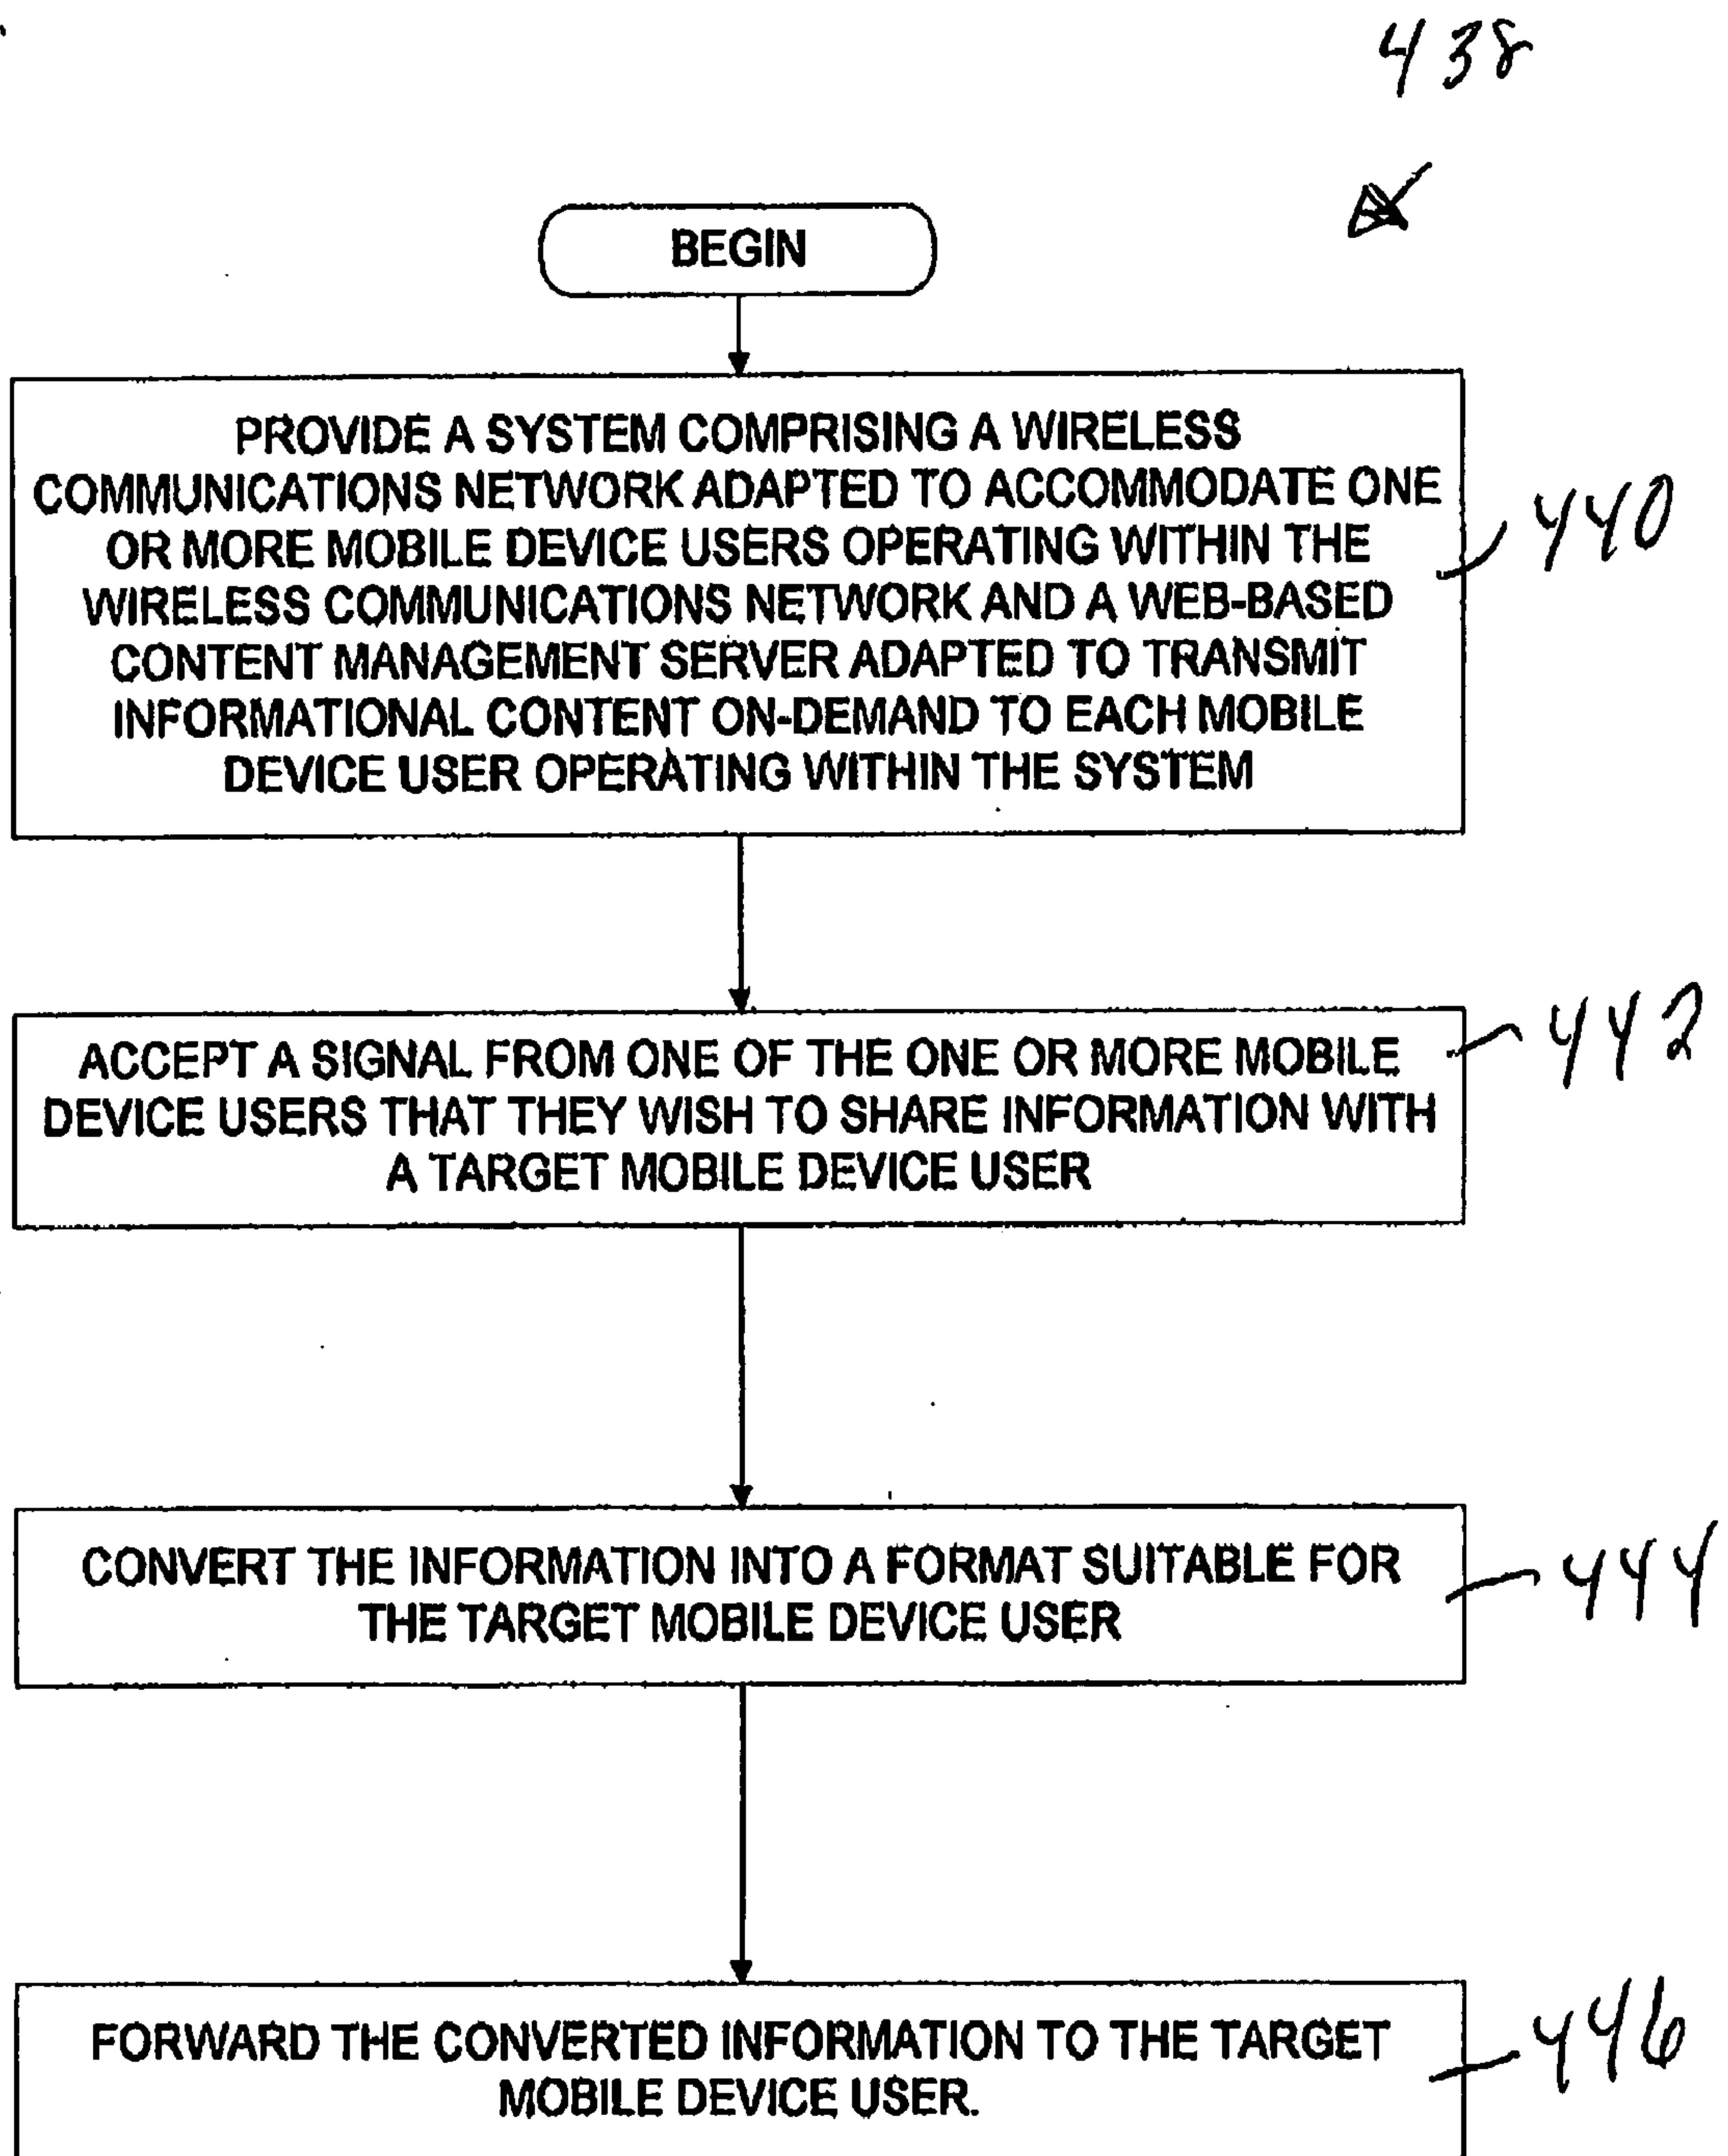 438
BEGIN
PROVIDE A SYSTEM COMPRISING A WIRELESS
COMMUNICATIONS NETWORK ADAPTED TO ACCOMMODATE ONE
OR MORE MOBILE DEVICE USERS OPERATING WITHIN THE
WIRELESS COMMUNICATIONS NETWORK AND A WEB-BASED
CONTENT MANAGEMENT SERVER ADAPTED TO TRANSMIT
INFORMATIONAL CONTENT ON-DEMAND TO EACH MOBILE
DEVICE USER OPERATING WITHIN THE SYSTEM
440
ACCEPT A SIGNAL FROM ONE OF THE ONE OR MORE MOBILE
DEVICE USERS THAT THEY WISH TO SHARE INFORMATION WITH
A TARGET MOBILE DEVICE USER
442
CONVERT THE INFORMATION INTO A FORMAT SUITABLE FOR
THE TARGET MOBILE DEVICE USER
444
FORWARD THE CONVERTED INFORMATION TO THE TARGET
MOBILE DEVICE USER.
446